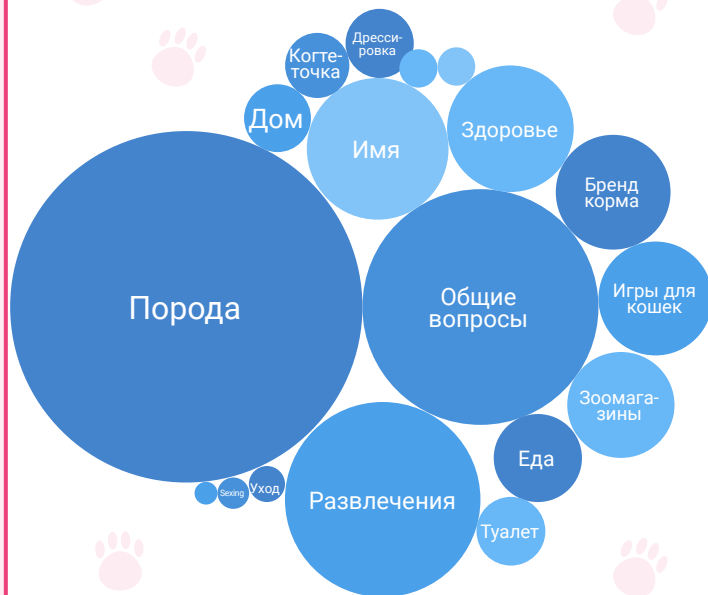 Дресси-
ровка
Когте-
точка
Дом
Имя
Здоровье
Бренд
корма
Порода
Общие
вопросы
Игры для
кошек
Зоомага-
зины
Еда
Уход
Sexing
Развлечения
Туалет